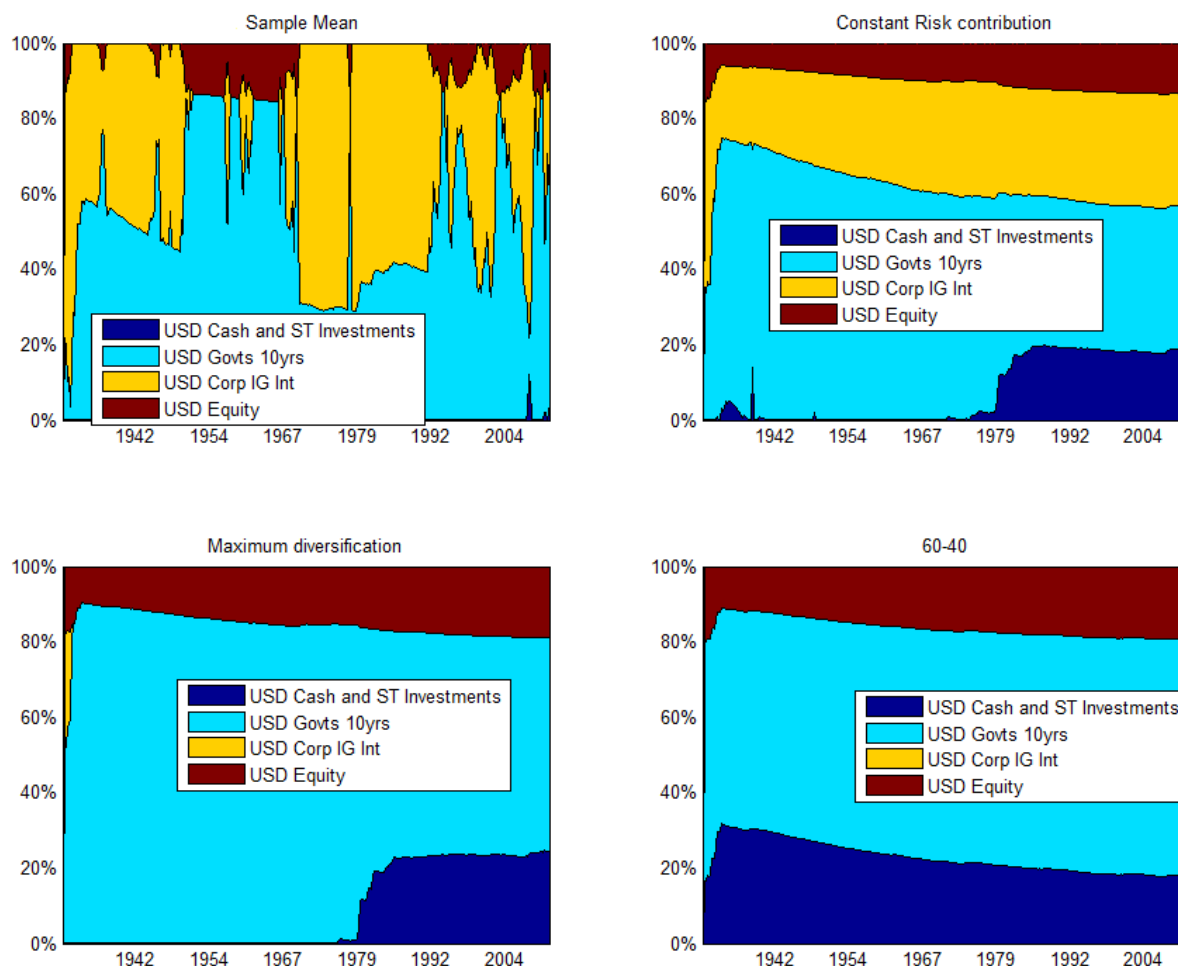 Sample Mean
100%
80%
60%
40%
20%
0%
USD Cash and ST Investments
USD Govts 10yrs
USD Corp IG Int
USD Equity
1942 1954 1967 1979 1992 2004
Constant Risk contribution
100%
80%
60%
40%
20%
0%
USD Cash and ST Investments
USD Govts 10yrs
USD Corp IG Int
USD Equity
1942 1954 1967 1979 1992 2004
Maximum diversification
100%
80%
60%
40%
20%
0%
USD Cash and ST Investments
USD Govts 10yrs
USD Corp IG Int
USD Equity
1942 1954 1967 1979 1992 2004
60-40
100%
80%
60%
40%
20%
0%
USD Cash and ST Investments
USD Govts 10yrs
USD Corp IG Int
USD Equity
1942 1954 1967 1979 1992 2004